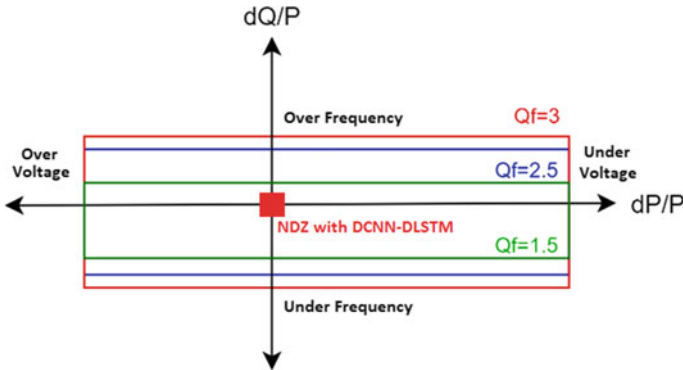 dQ/P
Over Frequency
Qf=3
Over
Voltage
Qf=2.5
Under
Voltage
dP/P
NDZ with DCNN-DLSTM
Qf=1.5
Under Frequency